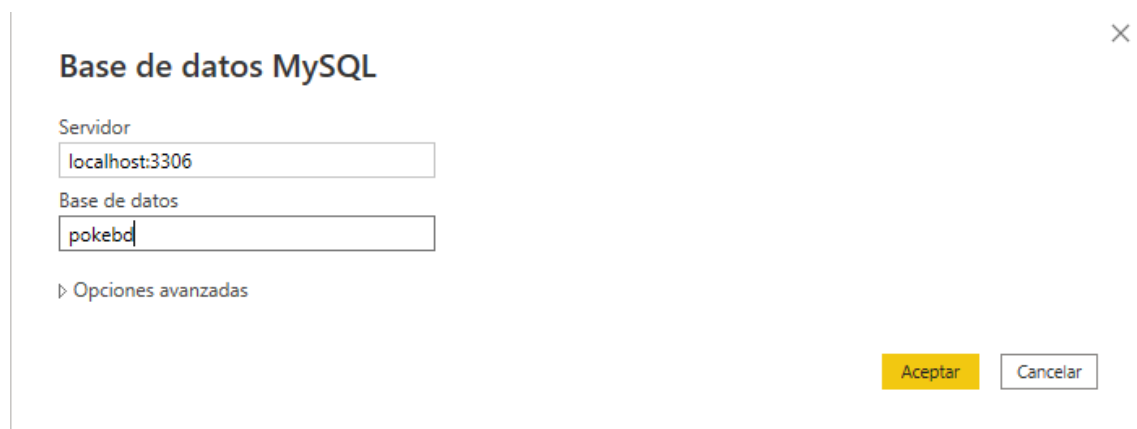 Base de datos MySQL
Servidor
localhost:3306
Base de datos
pokebd
Opciones avanzadas
Aceptar Cancelar